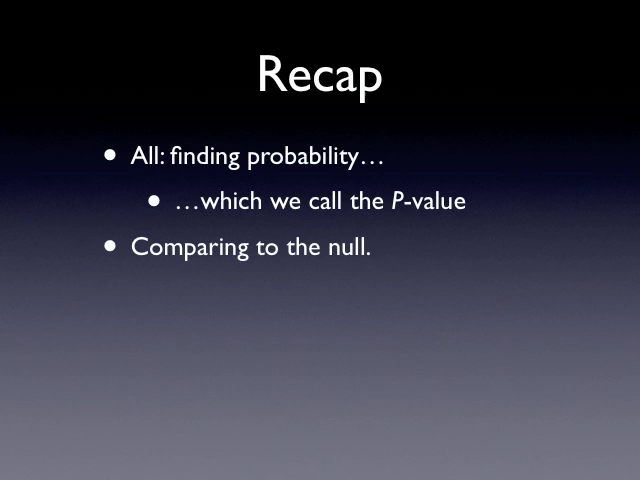 Recap
• All: finding probability…
• …which we call the P-value
• Comparing to the null.